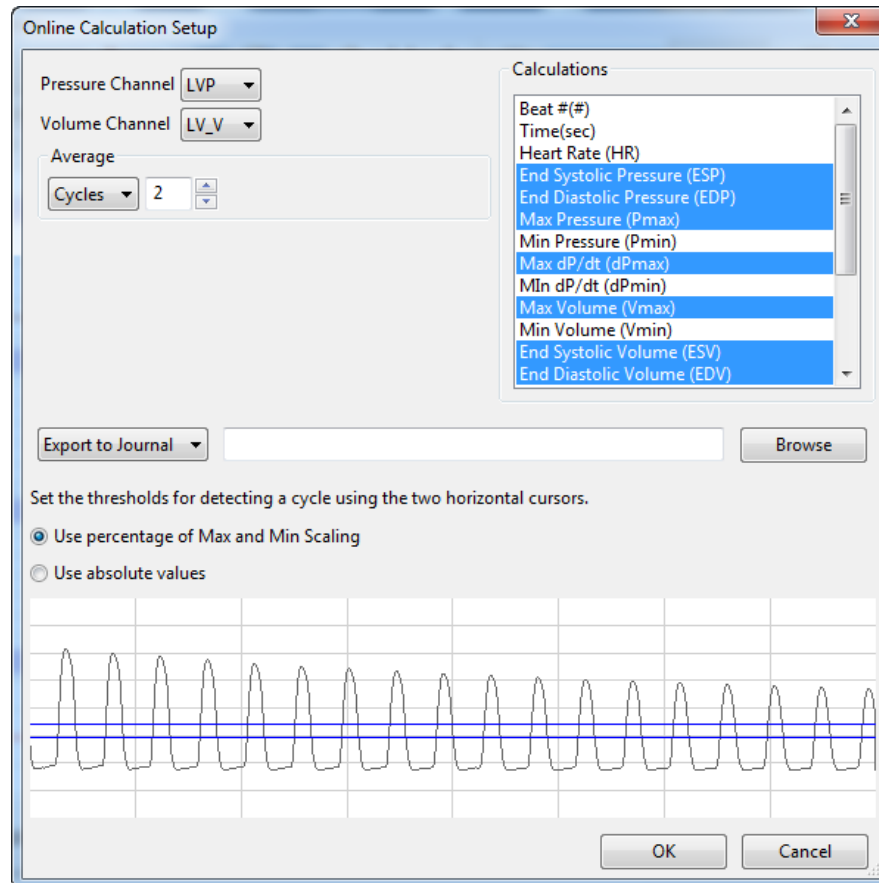 Online Calculation Setup
Pressure Channel LVP
Volume Channel LV_V
Average
Cycles 2
Calculations
Beat #(#)
Time(sec)
Heart Rate (HR)
End Systolic Pressure (ESP)
End Diastolic Pressure (EDP)
Max Pressure (Pmax)
Min Pressure (Pmin)
Max dP/dt (dPmax)
MIn dP/dt (dPmin)
Max Volume (Vmax)
Min Volume (Vmin)
End Systolic Volume (ESV)
End Diastolic Volume (EDV)
Export to Journal Browse
Set the thresholds for detecting a cycle using the two horizontal cursors.
Use percentage of Max and Min Scaling
Use absolute values
OK Cancel